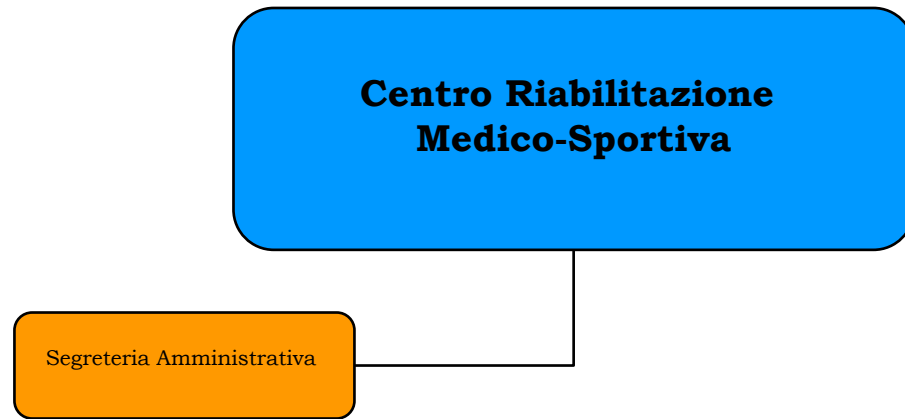 Centro Riabilitazione
Medico-Sportiva
Segreteria Amministrativa